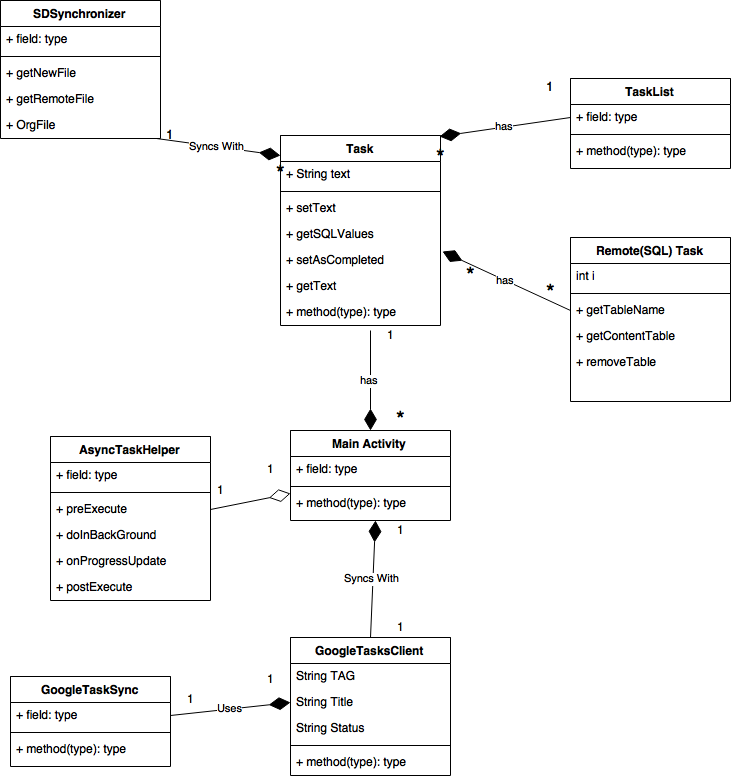 SDSynchronizer
+ field: type
+ getNewFile
+ getRemoteFile
+ OrgFile
1
Syncs With
*
Task
+ String text
+ setText
+ getSQLValues
+ setAsCompleted
+ getText
+ method(type): type
*
has
1
TaskList
+ field: type
+ method(type): type
*
has
*
Remote(SQL) Task
int i
+ getTableName
+ getContentTable
+ removeTable
1
has
*
Main Activity
+ field: type
+ method(type): type
AsyncTaskHelper
+ field: type
+ preExecute
+ doInBackGround
+ onProgressUpdate
+ postExecute
1
1
1
Syncs With
1
GoogleTasksClient
String TAG
String Title
String Status
+ method(type): type
GoogleTaskSync
+ field: type
+ method(type): type
1
Uses
1